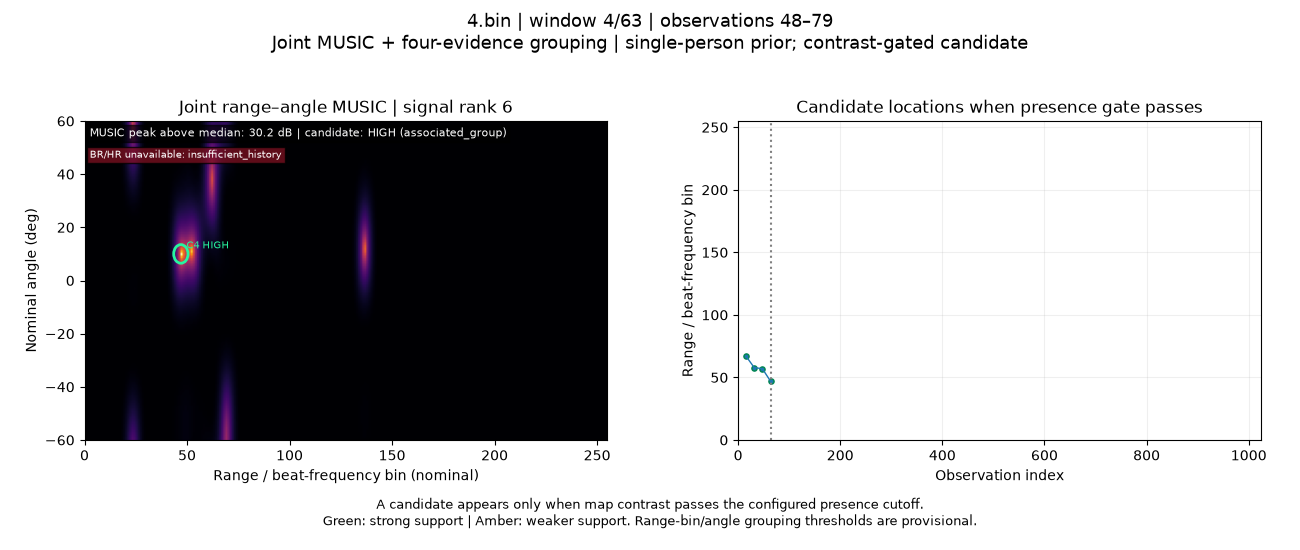 4.bin | window 4/63 | observations 48–79
Joint MUSIC + four-evidence grouping | single-person prior; contrast-gated candidate
Joint range–angle MUSIC | signal rank 6
MUSIC peak above median: 30.2 dB | candidate: HIGH (associated_group)
BR/HR unavailable: insufficient_history
C4 HIGH
60
40
20
0
−20
−40
−60
Nominal angle (deg)
0
50
100
150
200
250
Range / beat-frequency bin (nominal)
Candidate locations when presence gate passes
250
200
150
100
50
0
Range / beat-frequency bin
0
200
400
600
800
1000
Observation index
A candidate appears only when map contrast passes the configured presence cutoff.
Green: strong support | Amber: weaker support. Range-bin/angle grouping thresholds are provisional.